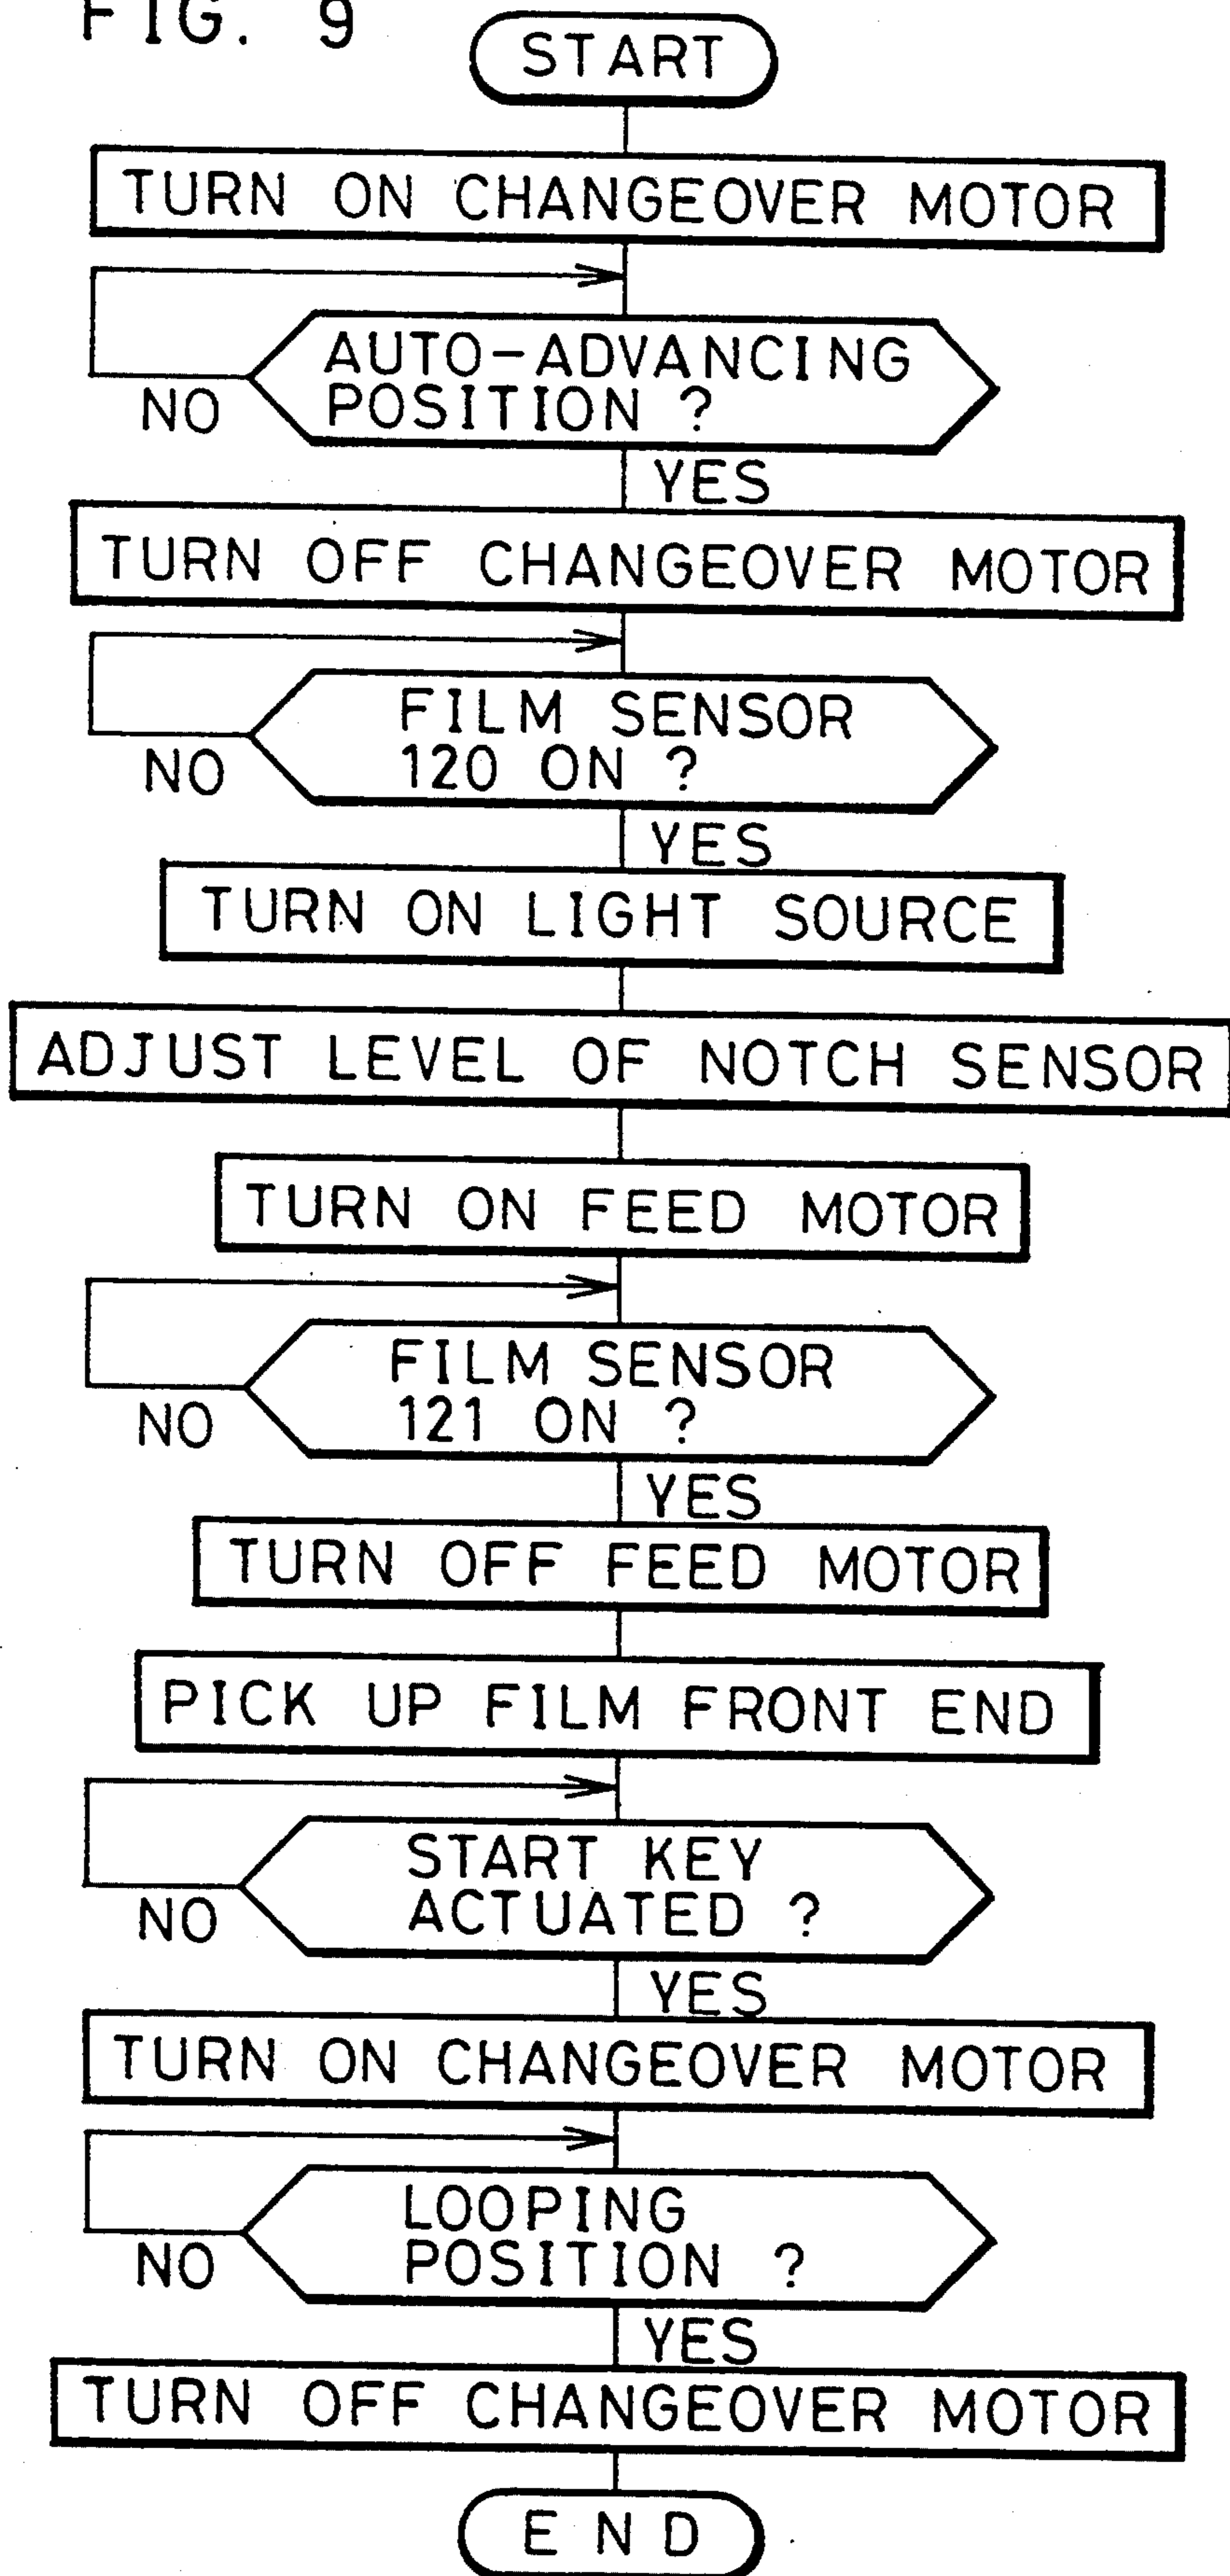 FIG. 9
START
TURN ON CHANGEOVER MOTOR
AUTO-ADVANCING
POSITION ?
NO
YES
TURN OFF CHANGEOVER MOTOR
FILM SENSOR
120 ON ?
NO
YES
TURN ON LIGHT SOURCE
ADJUST LEVEL OF NOTCH SENSOR
TURN ON FEED MOTOR
FILM SENSOR
121 ON ?
NO
YES
TURN OFF FEED MOTOR
PICK UP FILM FRONT END
START KEY
ACTUATED ?
NO
YES
TURN ON CHANGEOVER MOTOR
LOOPING
POSITION ?
NO
YES
TURN OFF CHANGEOVER MOTOR
END